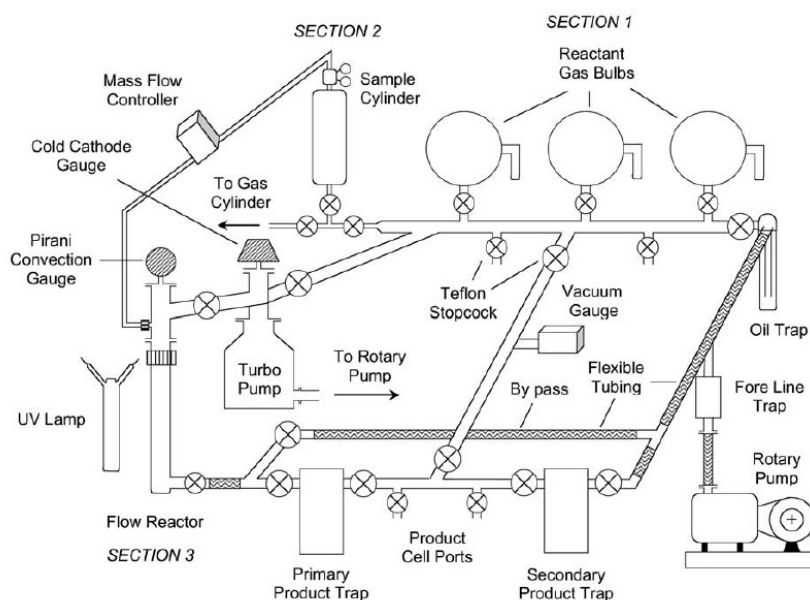 SECTION 1
SECTION 2
Reactant
Gas Bulbs
Sample
Cylinder
Mass Flow
Controller
Cold Cathode
Gauge
To Gas
Cylinder
Pirani
Convection
Gauge
Teflon
Stopcock
Vacuum
Gauge
Oil Trap
Turbo
Pump
To Rotary
Pump
Flexible
Tubing
By pass
Fore Line
Trap
UV Lamp
Rotary
Pump
Flow Reactor
SECTION 3
Product
Cell Ports
Primary
Product Trap
Secondary
Product Trap